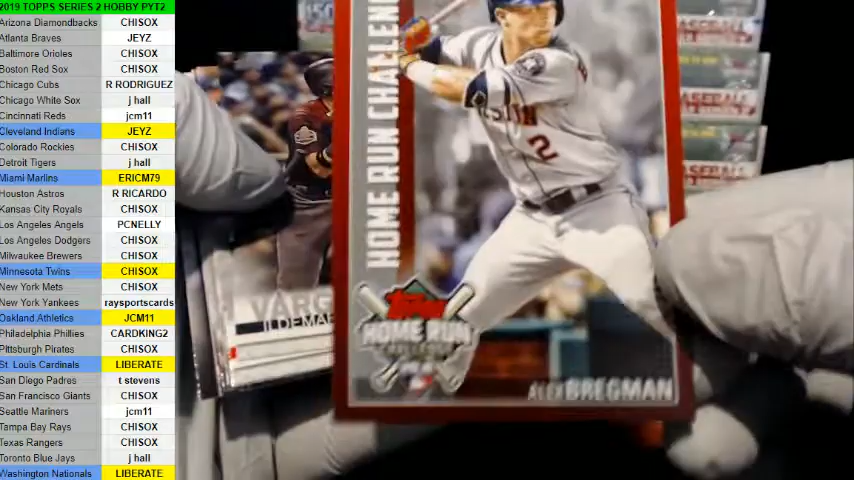 2019 TOPPS SERIES 2 HOBBY PYT2
Arizona Diamondbacks CHISOX
Atlanta Braves JEYZ
Baltimore Orioles CHISOX
Boston Red Sox CHISOX
Chicago Cubs R RODRIGUEZ
Chicago White Sox j hall
Cincinnati Reds jcm11
Cleveland Indians JEYZ
Colorado Rockies CHISOX
Detroit Tigers j hall
Miami Marlins ERICM79
Houston Astros R RICARDO
Kansas City Royals CHISOX
Los Angeles Angels PCNELLY
Los Angeles Dodgers CHISOX
Milwaukee Brewers CHISOX
Minnesota Twins CHISOX
New York Mets CHISOX
New York Yankees raysportscards
Oakland Athletics JCM11
Philadelphia Phillies CARDKING2
Pittsburgh Pirates CHISOX
St. Louis Cardinals LIBERATE
San Diego Padres t stevens
San Francisco Giants CHISOX
Seattle Mariners jcm11
Tampa Bay Rays CHISOX
Texas Rangers CHISOX
Toronto Blue Jays j hall
Washington Nationals LIBERATE
HOME RUN CHALLENG
2
Topps
HOME RUN
CHALLENGE
ALEX BREGMAN
VARG
ILDEMAR
BASEBALL
BASEBALL
BASEBALL